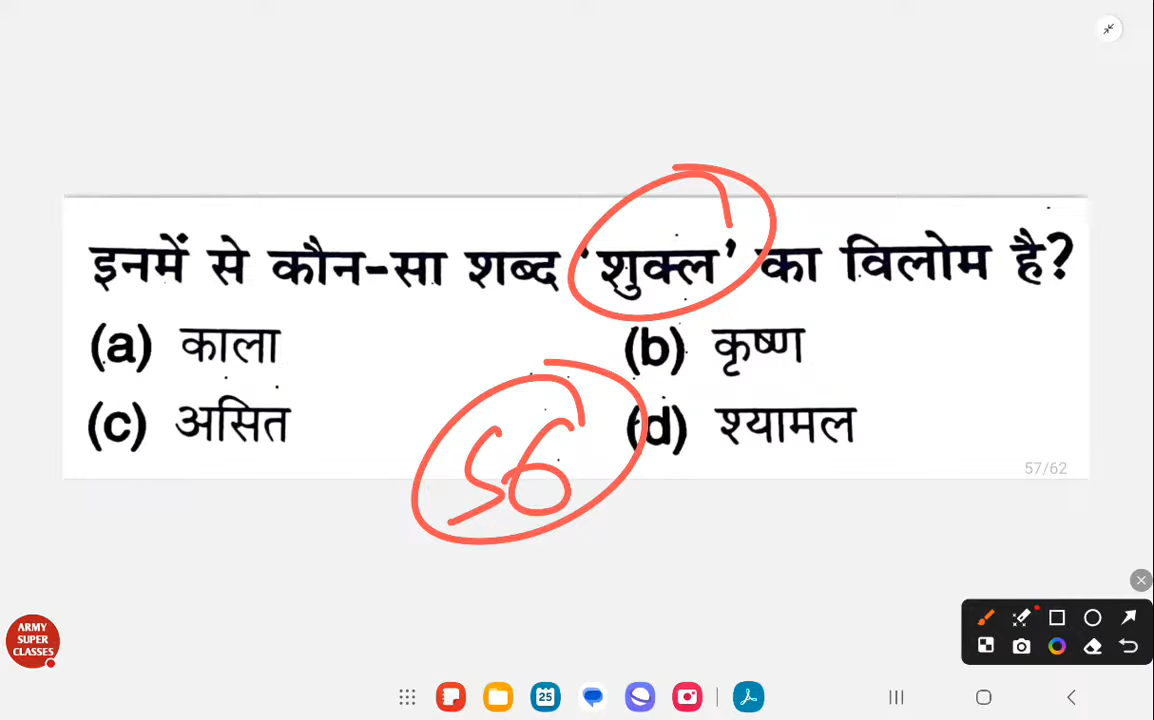 इनमें से कौन-सा शब्द 'शुक्ल' का विलोम है?
(a) काला (b) कृष्ण
(c) असित (d) श्यामल
56
57/62
ARMY
SUPER
CLASSES
25